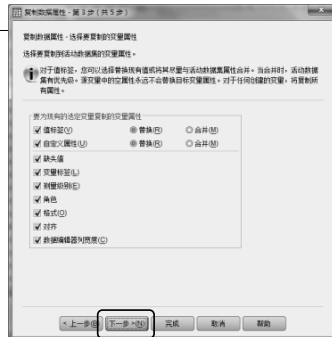 复制数据属性 - 第 3 步 (共 5 步)
复制数据属性 - 选择要复制的变量属性
选择要复制到活动数据集的变量属性。
对于值标签，您可以选择替换现有值或将其尽量与活动数据集属性合并。当合并时，活动数据
集有优先级。源变量中的空属性永远不会替换目标变量属性。对于任何创建的变量，将复制所
有属性。
要为现有的选定变量复制的变量属性
值标签(V) 替换(R) 合并(M)
自定义属性(U) 替换(P) 合并(M)
缺失值
变量标签(L)
测量级别(E)
角色
格式(O)
对齐
数据编辑器列宽度(C)
< 上一步(B) 下一步 >(N) 完成 取消 帮助